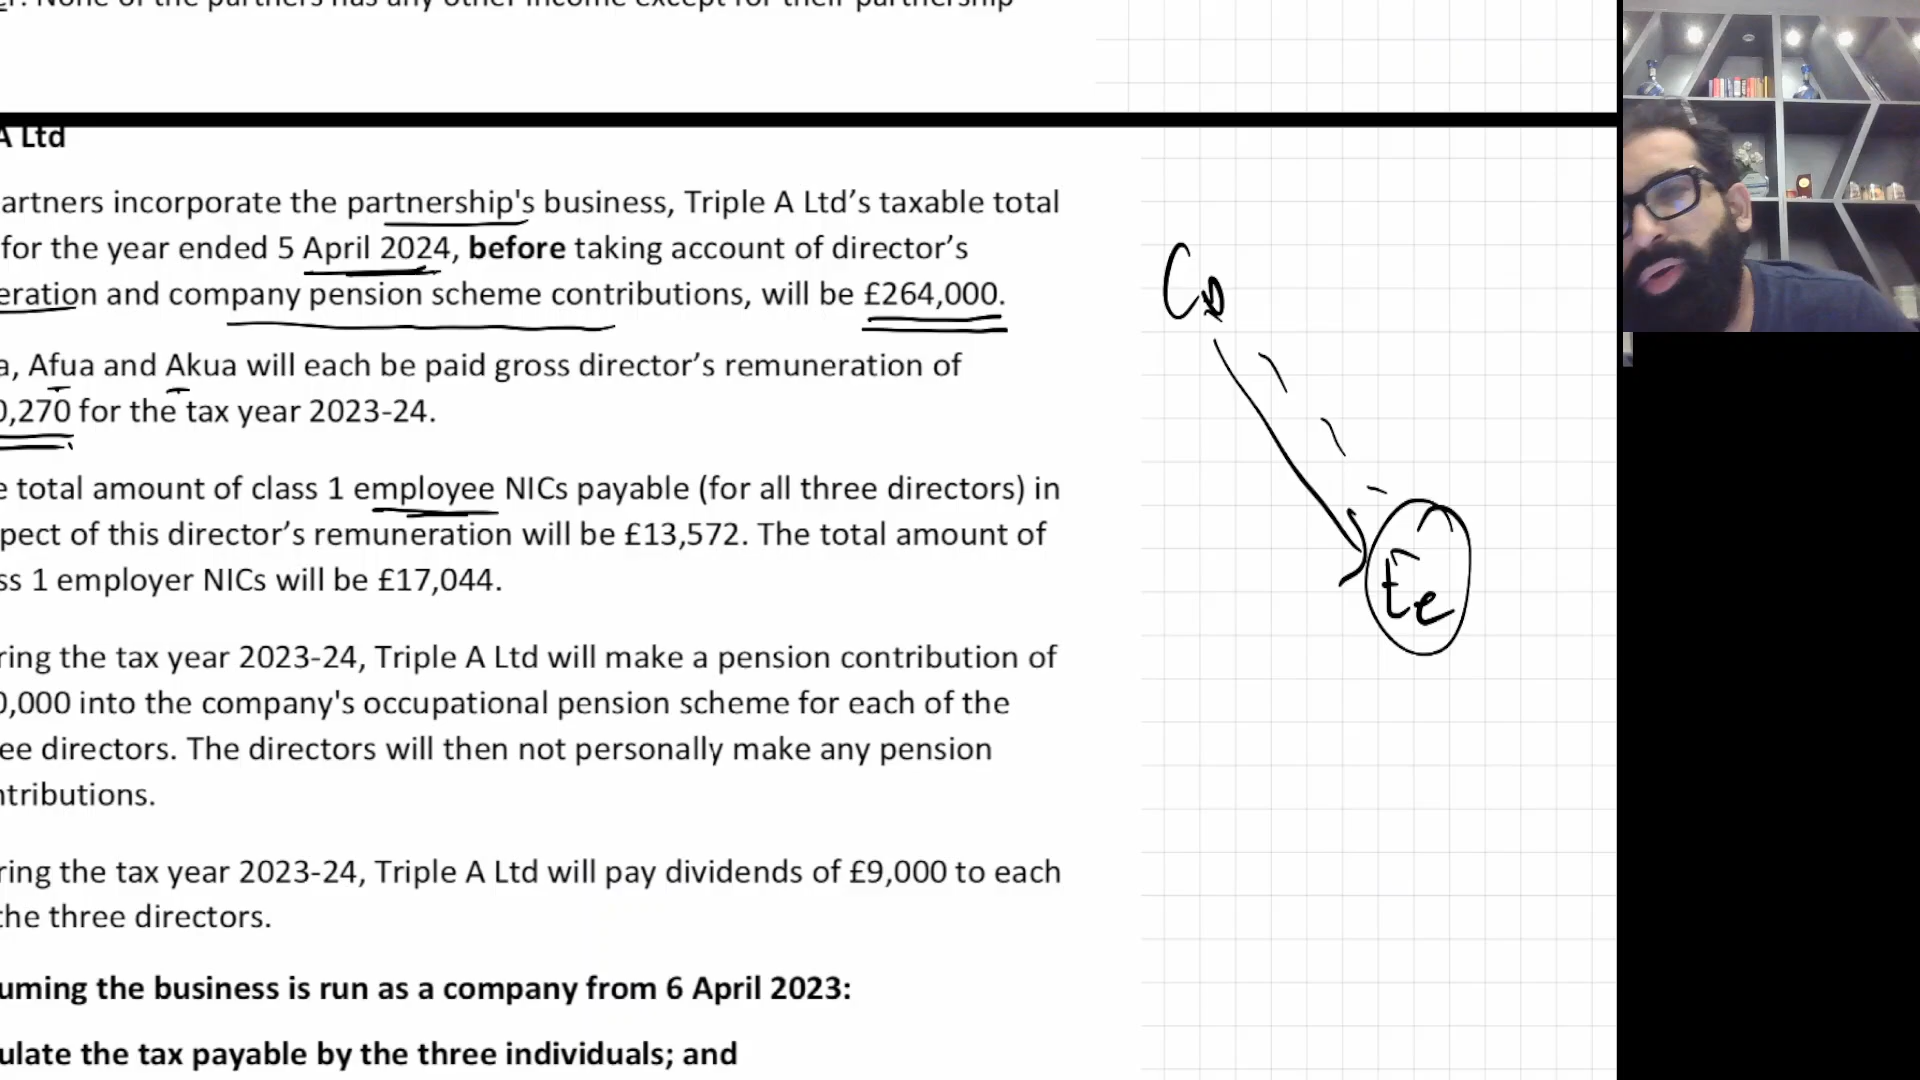 er. None of the partners has any other income except for their partnership
A Ltd
artners incorporate the partnership's business, Triple A Ltd's taxable total
for the year ended 5 April 2024, before taking account of director's
eration and company pension scheme contributions, will be £264,000.
a, Afua and Akua will each be paid gross director's remuneration of
0,270 for the tax year 2023-24.
e total amount of class 1 employee NICs payable (for all three directors) in
pect of this director's remuneration will be £13,572. The total amount of
ss 1 employer NICs will be £17,044.
ring the tax year 2023-24, Triple A Ltd will make a pension contribution of
0,000 into the company's occupational pension scheme for each of the
ee directors. The directors will then not personally make any pension
ntributions.
ring the tax year 2023-24, Triple A Ltd will pay dividends of £9,000 to each
the three directors.
uming the business is run as a company from 6 April 2023:
ulate the tax payable by the three individuals; and
Co